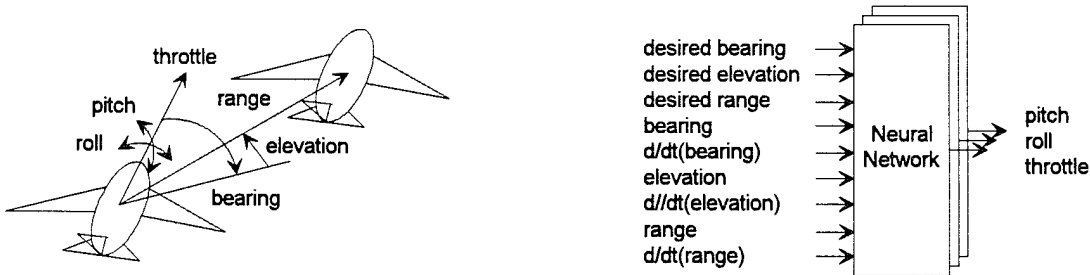 throttle
pitch
range
roll
elevation
bearing
desired bearing
desired elevation
desired range
bearing
d/dt(bearing)
elevation
d//dt(elevation)
range
d/dt(range)
Neural
Network
pitch
roll
throttle